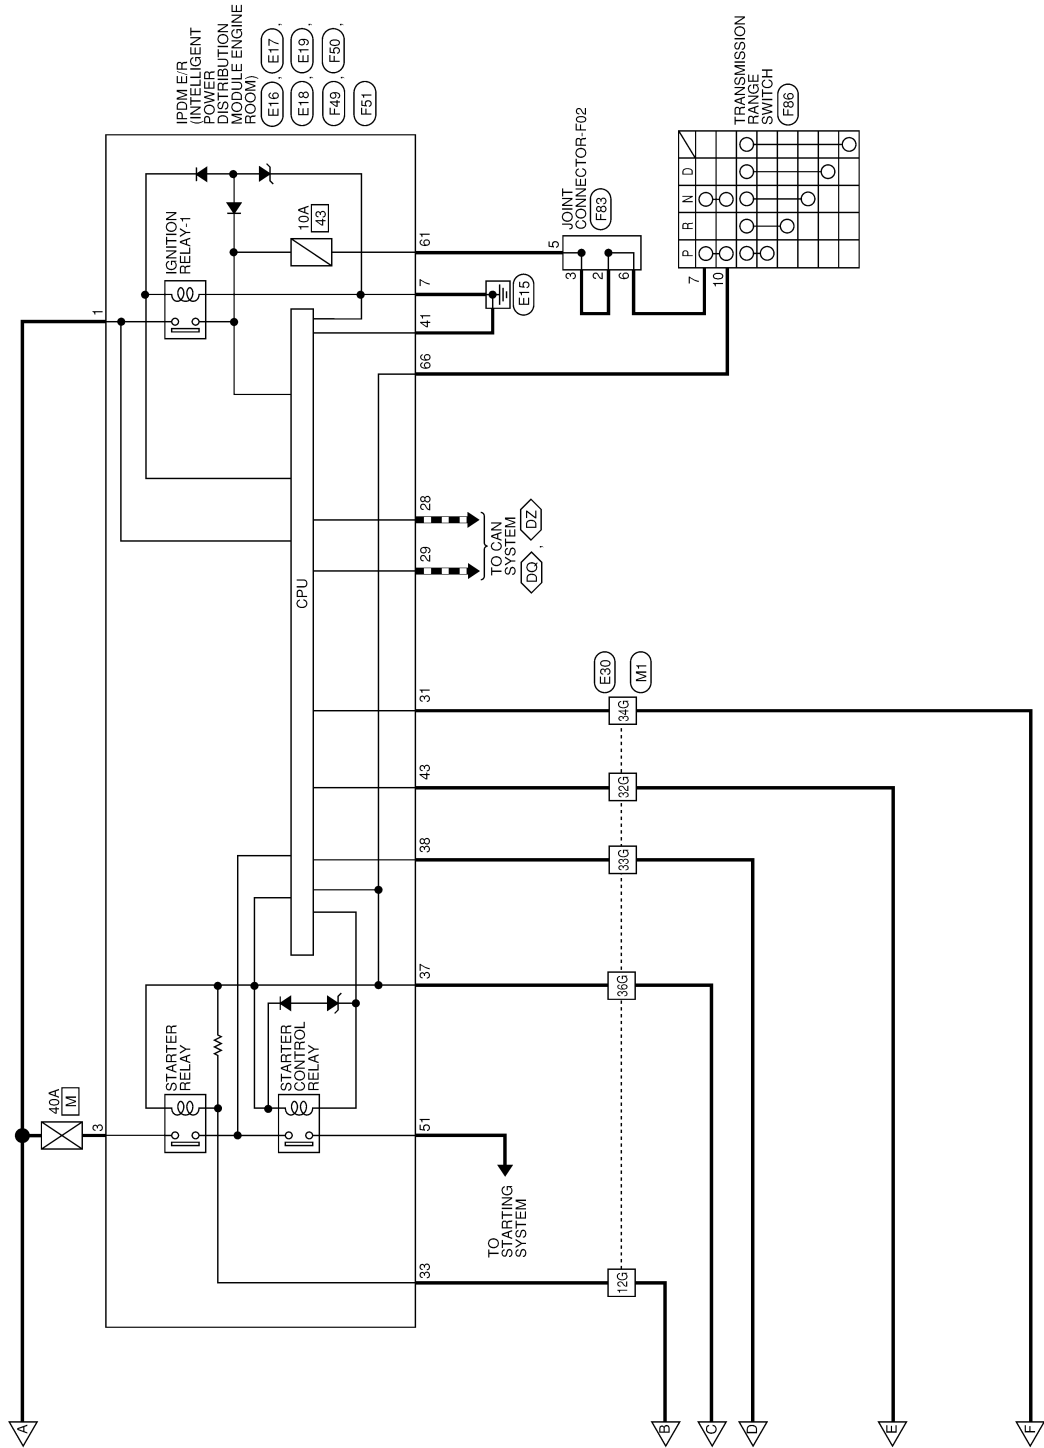 IPDM E/R
(INTELLIGENT
POWER
DISTRIBUTION
MODULE ENGINE
ROOM)
E16 , E17 ,
E18 , E19 ,
F49 , F50 ,
F51
1
IGNITION
RELAY-1
10A
43
61
7
41
66
E15
JOINT
CONNECTOR-F02
F83
5
3
2
6
TRANSMISSION
RANGE
SWITCH
F86
P R N D
7
10
CPU
28
29
TO CAN
SYSTEM
DQ , DZ
31
43
38
37
51
33
E30
M1
34G
32G
33G
36G
12G
40A
M
3
STARTER
RELAY
STARTER
CONTROL
RELAY
TO
STARTING
SYSTEM
A
B
C
D
E
F